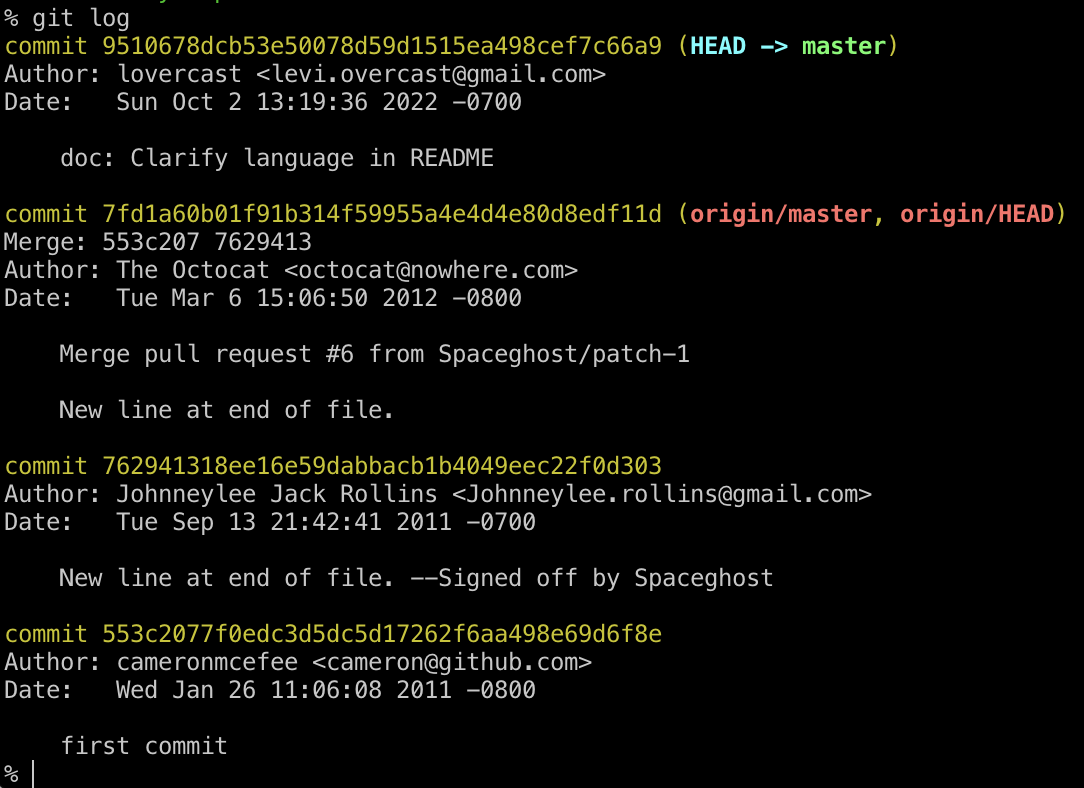 % git log
commit 9510678dcb53e50078d59d1515ea498cef7c66a9 (HEAD -> master)
Author: lovercast <levi.overcast@gmail.com>
Date:   Sun Oct 2 13:19:36 2022 -0700
    doc: Clarify language in README
commit 7fd1a60b01f91b314f59955a4e4d4e80d8edf11d (origin/master, origin/HEAD)
Merge: 553c207 7629413
Author: The Octocat <octocat@nowhere.com>
Date:   Tue Mar 6 15:06:50 2012 -0800
    Merge pull request #6 from Spaceghost/patch-1
    New line at end of file.
commit 762941318ee16e59dabbacb1b4049eec22f0d303
Author: Johnneylee Jack Rollins <Johnneylee.rollins@gmail.com>
Date:   Tue Sep 13 21:42:41 2011 -0700
    New line at end of file. --Signed off by Spaceghost
commit 553c2077f0edc3d5dc5d17262f6aa498e69d6f8e
Author: cameronmcefee <cameron@github.com>
Date:   Wed Jan 26 11:06:08 2011 -0800
    first commit
%